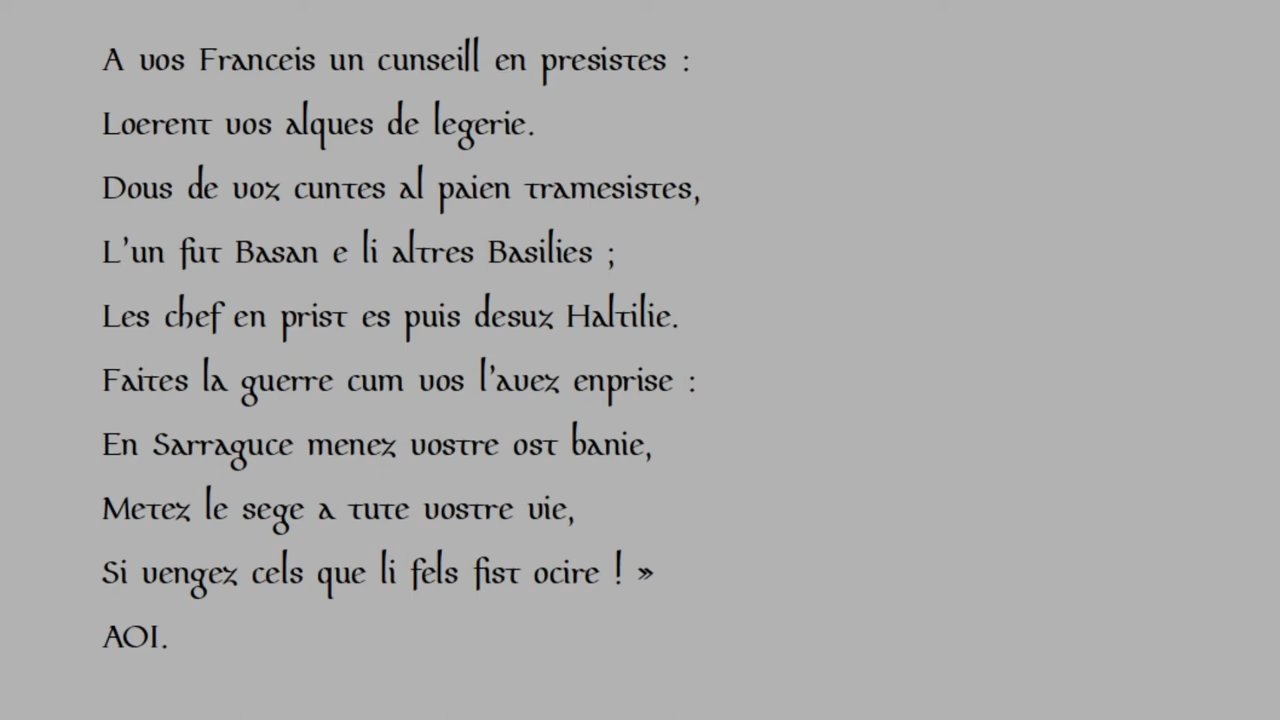 A vos Franceis un cunseill en presistes :
Loerent vos alques de legerie.
Dous de voz cuntes al paien tramesistes,
L’un fut Basan e li altres Basilies ;
Les chef en prist es puis desuz Haltilie.
Faites la guerre cum vos l’avez enprise :
En Sarraguce menez vostre ost banie,
Metez le sege a tute vostre vie,
Si vengez cels que li fels fist ocire ! »
AOI.